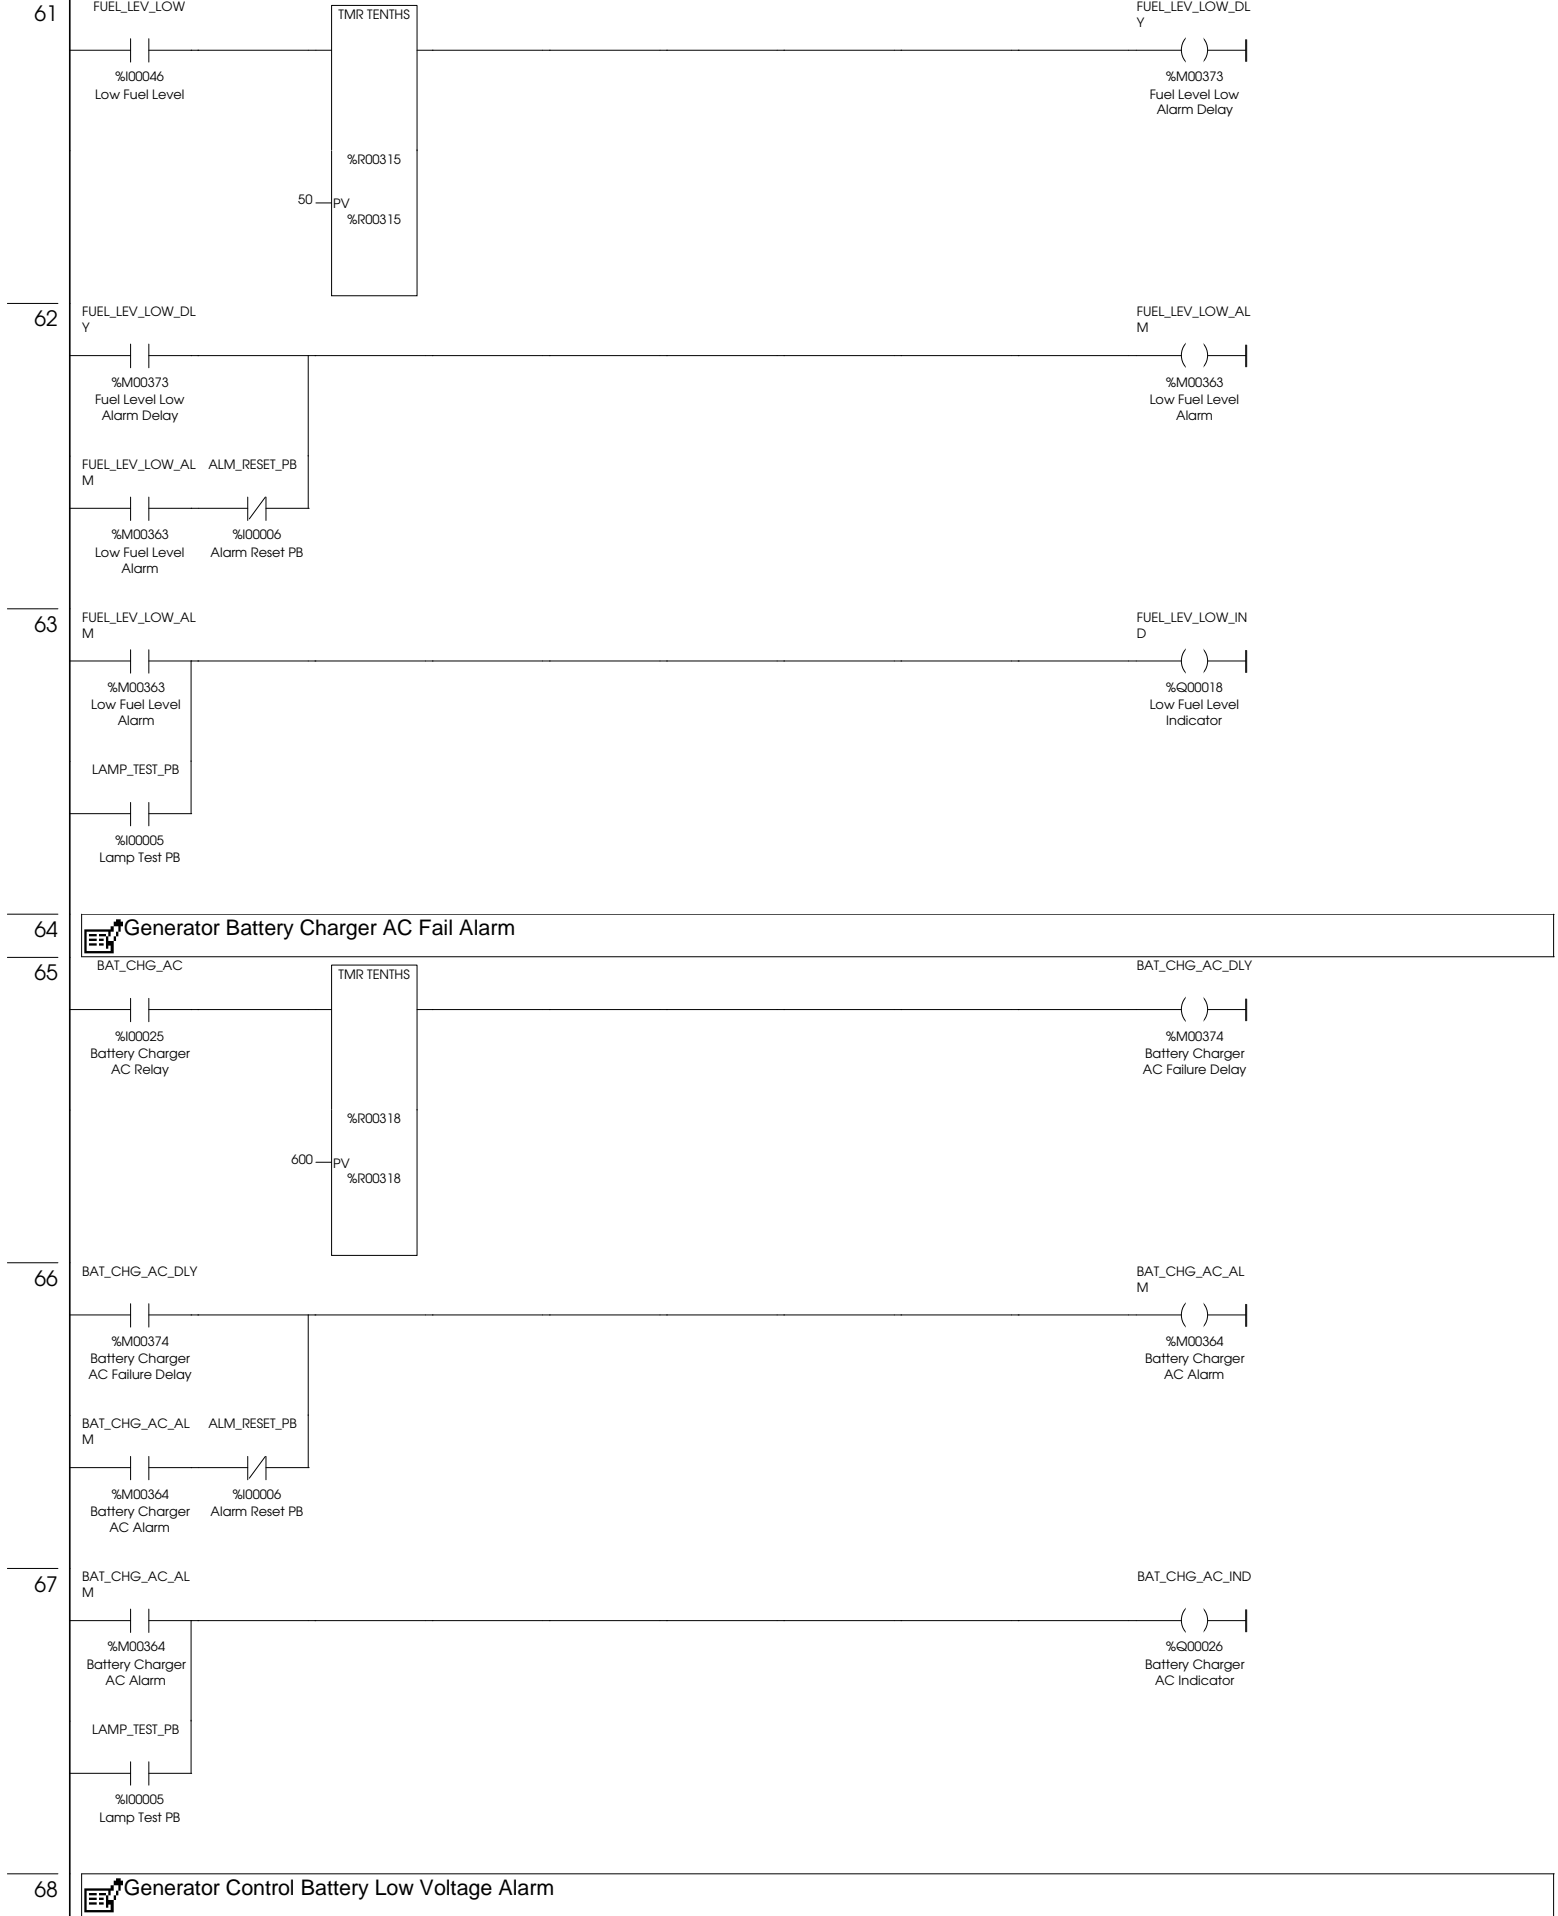 61
FUEL_LEV_LOW
TMR TENTHS
FUEL_LEV_LOW_DL
Y
%I00046
Low Fuel Level
%M00373
Fuel Level Low
Alarm Delay
%R00315
50
PV
%R00315
62
FUEL_LEV_LOW_DL
Y
FUEL_LEV_LOW_AL
M
%M00373
Fuel Level Low
Alarm Delay
%M00363
Low Fuel Level
Alarm
FUEL_LEV_LOW_AL
M
ALM_RESET_PB
%M00363
Low Fuel Level
Alarm
%I00006
Alarm Reset PB
63
FUEL_LEV_LOW_AL
M
FUEL_LEV_LOW_IN
D
%M00363
Low Fuel Level
Alarm
%Q00018
Low Fuel Level
Indicator
LAMP_TEST_PB
%I00005
Lamp Test PB
64
Generator Battery Charger AC Fail Alarm
65
BAT_CHG_AC
TMR TENTHS
BAT_CHG_AC_DLY
%I00025
Battery Charger
AC Relay
%M00374
Battery Charger
AC Failure Delay
%R00318
600
PV
%R00318
66
BAT_CHG_AC_DLY
BAT_CHG_AC_AL
M
%M00374
Battery Charger
AC Failure Delay
%M00364
Battery Charger
AC Alarm
BAT_CHG_AC_AL
M
ALM_RESET_PB
%M00364
Battery Charger
AC Alarm
%I00006
Alarm Reset PB
67
BAT_CHG_AC_AL
M
BAT_CHG_AC_IND
%M00364
Battery Charger
AC Alarm
%Q00026
Battery Charger
AC Indicator
LAMP_TEST_PB
%I00005
Lamp Test PB
68
Generator Control Battery Low Voltage Alarm